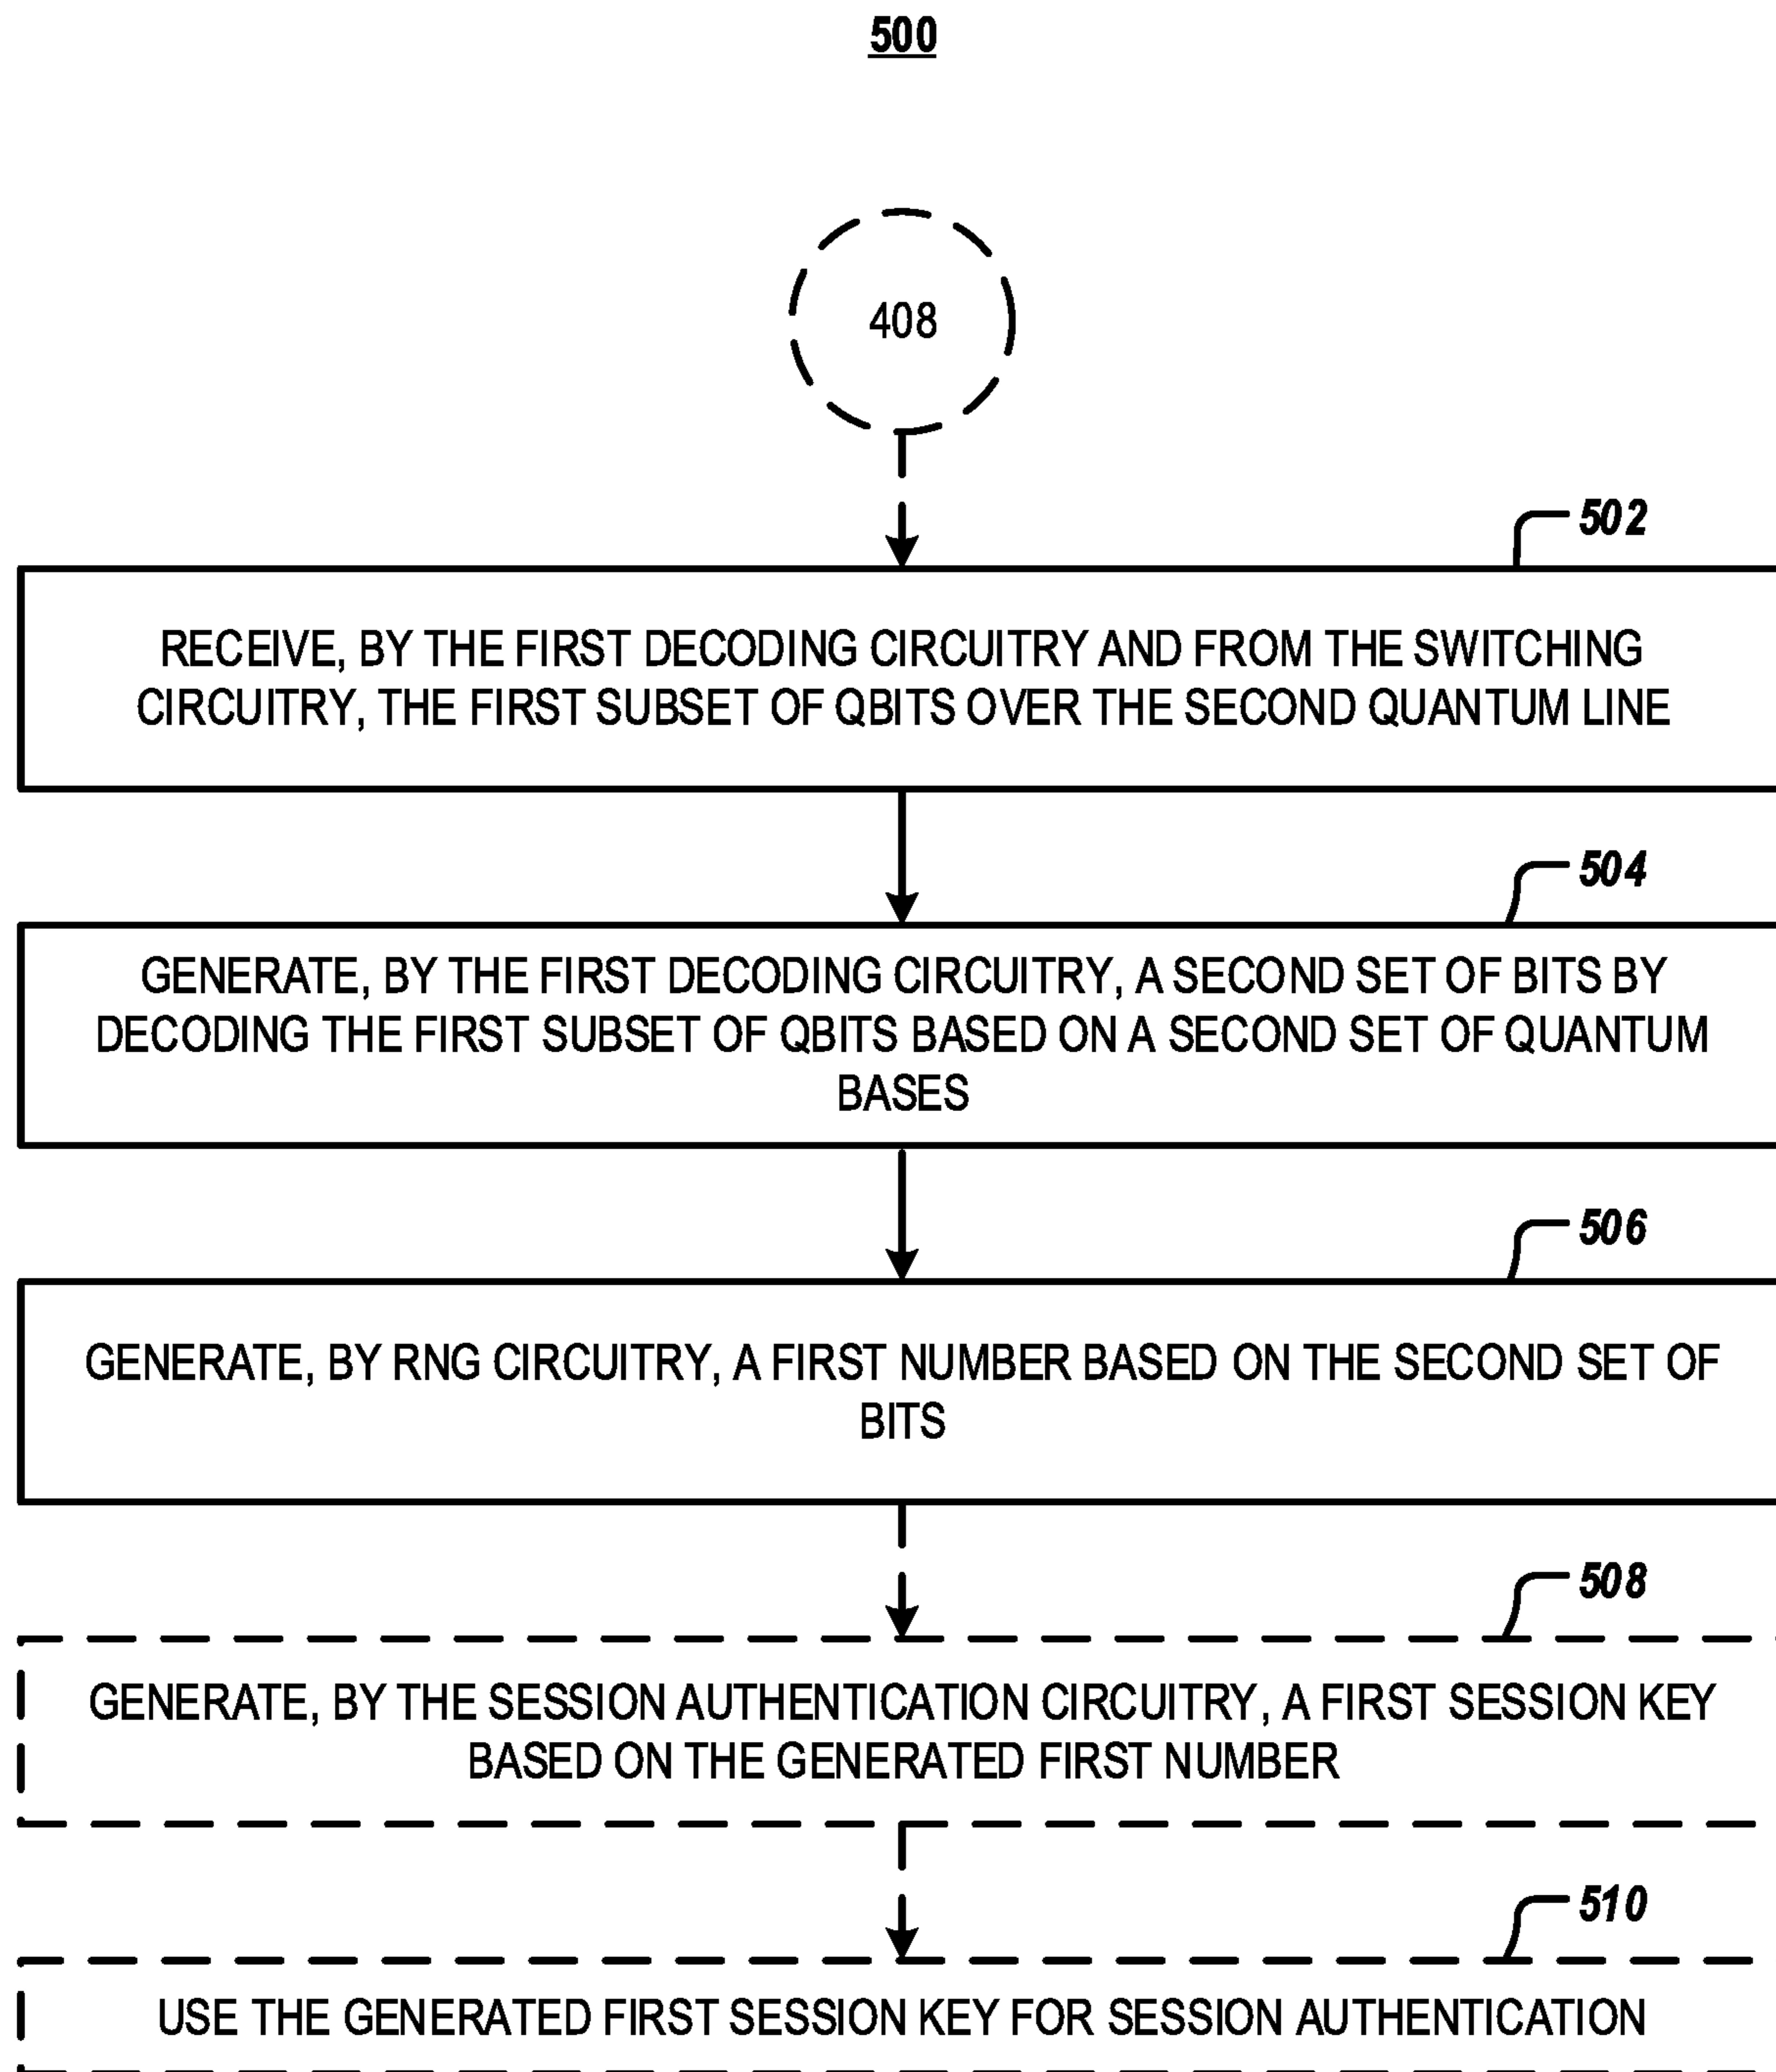 500
408
502
RECEIVE, BY THE FIRST DECODING CIRCUITRY AND FROM THE SWITCHING
CIRCUITRY, THE FIRST SUBSET OF QBITS OVER THE SECOND QUANTUM LINE
504
GENERATE, BY THE FIRST DECODING CIRCUITRY, A SECOND SET OF BITS BY
DECODING THE FIRST SUBSET OF QBITS BASED ON A SECOND SET OF QUANTUM
BASES
506
GENERATE, BY RNG CIRCUITRY, A FIRST NUMBER BASED ON THE SECOND SET OF
BITS
508
GENERATE, BY THE SESSION AUTHENTICATION CIRCUITRY, A FIRST SESSION KEY
BASED ON THE GENERATED FIRST NUMBER
510
USE THE GENERATED FIRST SESSION KEY FOR SESSION AUTHENTICATION